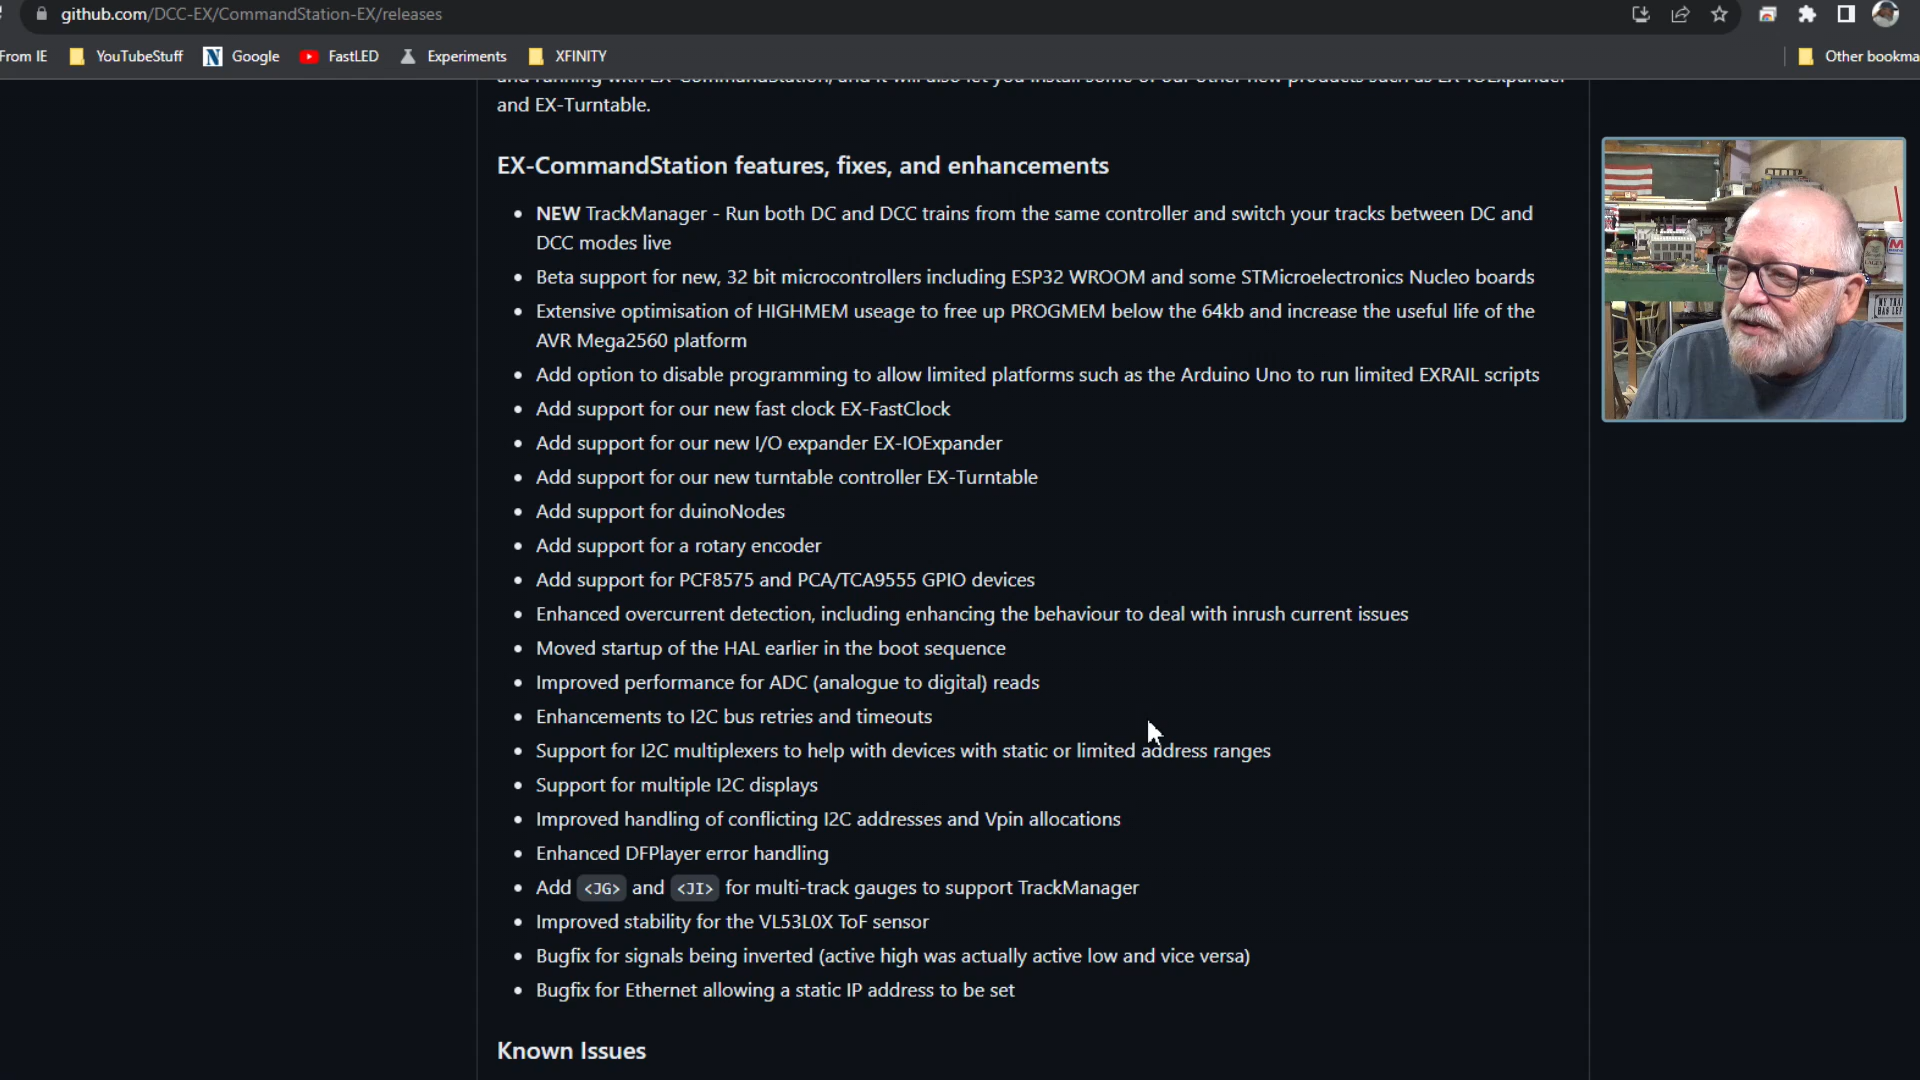 github.com/DCC-EX/CommandStation-EX/releases
From IE YouTubeStuff Google FastLED Experiments XFINITY Other bookma
and running with EX-CommandStation, and it will also let you install some of our other new products such as EX-IOExpander
and EX-Turntable.
EX-CommandStation features, fixes, and enhancements
• NEW TrackManager - Run both DC and DCC trains from the same controller and switch your tracks between DC and
DCC modes live
• Beta support for new, 32 bit microcontrollers including ESP32 WROOM and some STMicroelectronics Nucleo boards
• Extensive optimisation of HIGHMEM useage to free up PROGMEM below the 64kb and increase the useful life of the
AVR Mega2560 platform
• Add option to disable programming to allow limited platforms such as the Arduino Uno to run limited EXRAIL scripts
• Add support for our new fast clock EX-FastClock
• Add support for our new I/O expander EX-IOExpander
• Add support for our new turntable controller EX-Turntable
• Add support for duinoNodes
• Add support for a rotary encoder
• Add support for PCF8575 and PCA/TCA9555 GPIO devices
• Enhanced overcurrent detection, including enhancing the behaviour to deal with inrush current issues
• Moved startup of the HAL earlier in the boot sequence
• Improved performance for ADC (analogue to digital) reads
• Enhancements to I2C bus retries and timeouts
• Support for I2C multiplexers to help with devices with static or limited address ranges
• Support for multiple I2C displays
• Improved handling of conflicting I2C addresses and Vpin allocations
• Enhanced DFPlayer error handling
• Add <JG> and <JI> for multi-track gauges to support TrackManager
• Improved stability for the VL53L0X ToF sensor
• Bugfix for signals being inverted (active high was actually active low and vice versa)
• Bugfix for Ethernet allowing a static IP address to be set
Known Issues